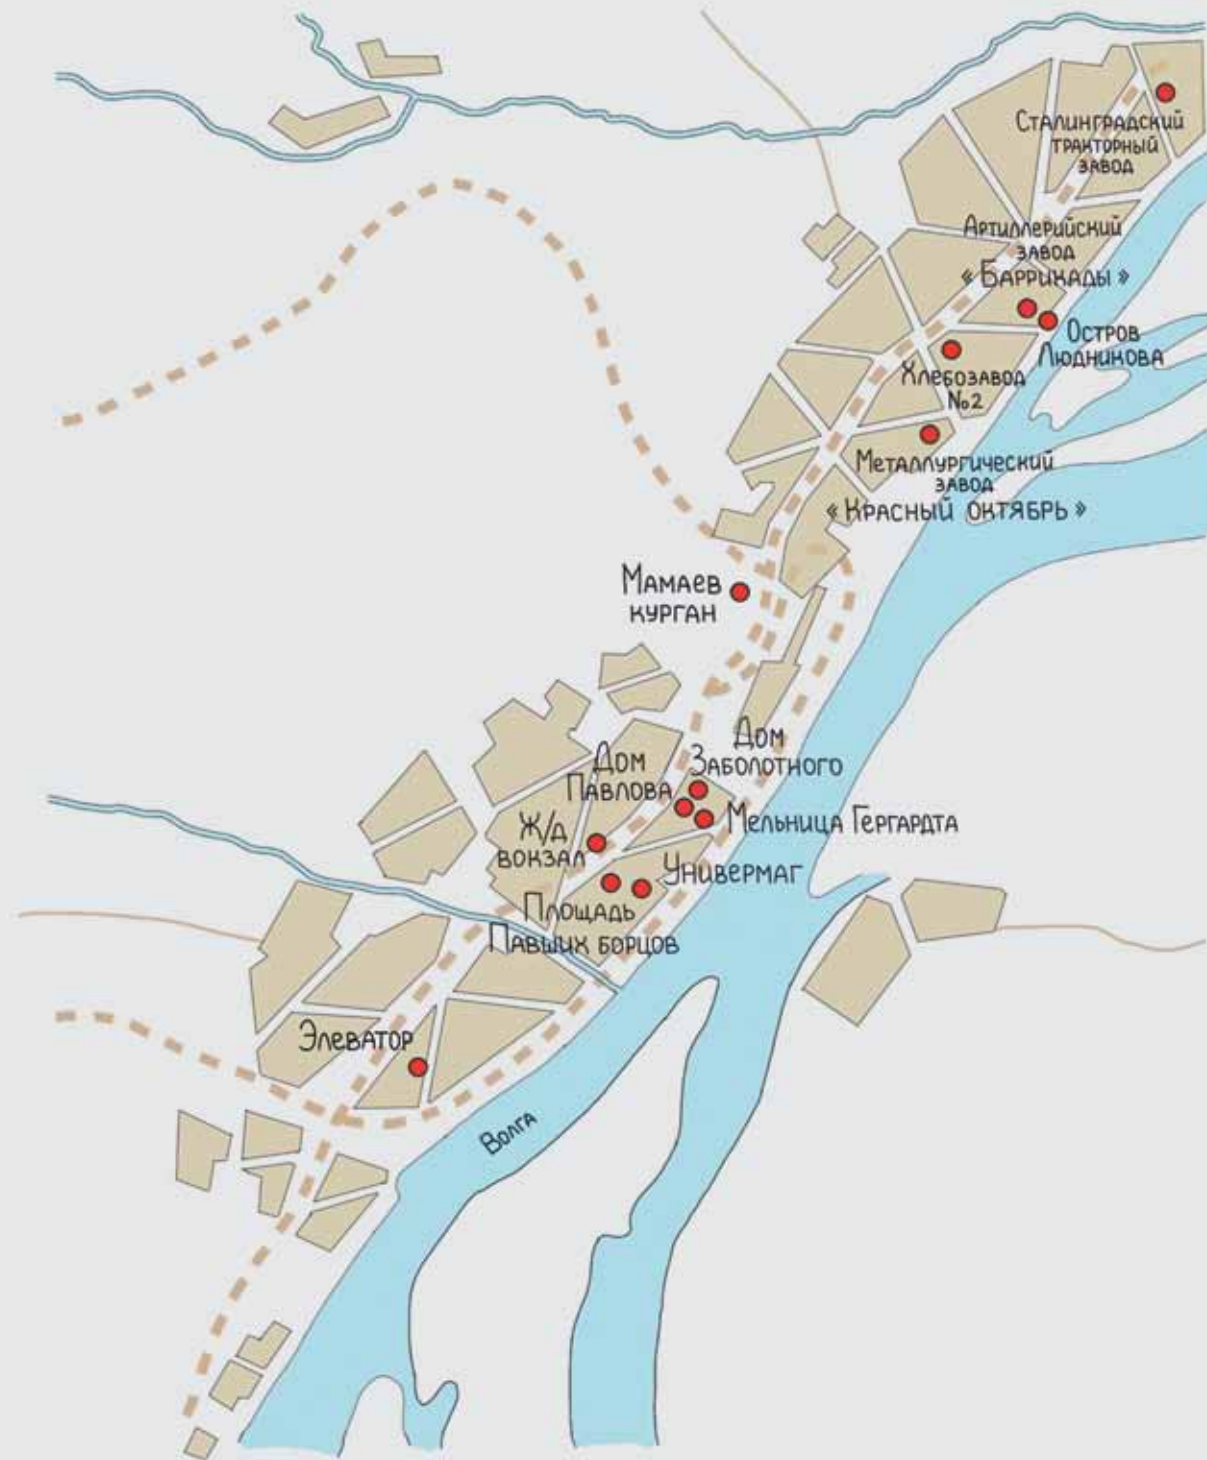 Сталинградский
тракторный
завод
Артиллерийский
завод
«Баррикады»
Остров
Людникова
Хлебозавод
№2
Металлургический
завод
«Красный октябрь»
Мамаев
курган
Дом
Заболотного
Дом
Павлова
Мельница Гергардта
Ж/д
вокзал
Универмаг
Площадь
Павших борцов
Элеватор
Волга